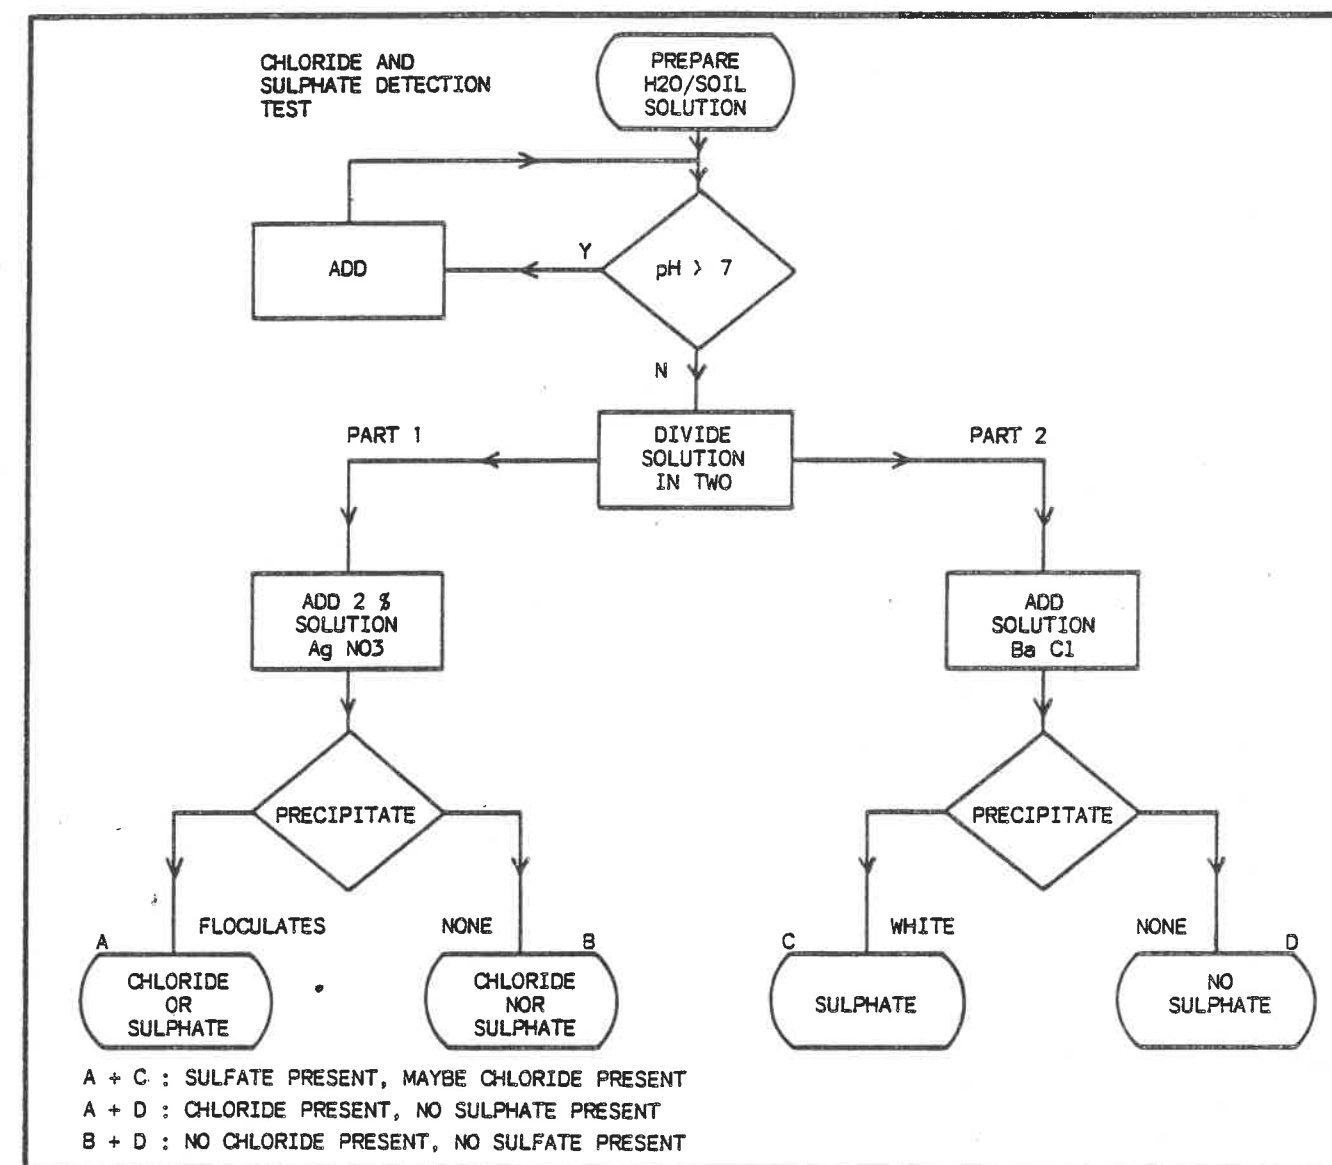 CHLORIDE AND
SULPHATE DETECTION
TEST
PREPARE
H2O/SOIL
SOLUTION
ADD
Y
pH > 7
N
PART 1
DIVIDE
SOLUTION
IN TWO
PART 2
ADD 2 %
SOLUTION
Ag NO3
ADD
SOLUTION
Ba Cl
PRECIPITATE
PRECIPITATE
FLOCULATES
NONE
WHITE
NONE
A
B
C
D
CHLORIDE
OR
SULPHATE
CHLORIDE
NOR
SULPHATE
SULPHATE
NO
SULPHATE
A + C : SULFATE PRESENT, MAYBE CHLORIDE PRESENT
A + D : CHLORIDE PRESENT, NO SULPHATE PRESENT
B + D : NO CHLORIDE PRESENT, NO SULFATE PRESENT